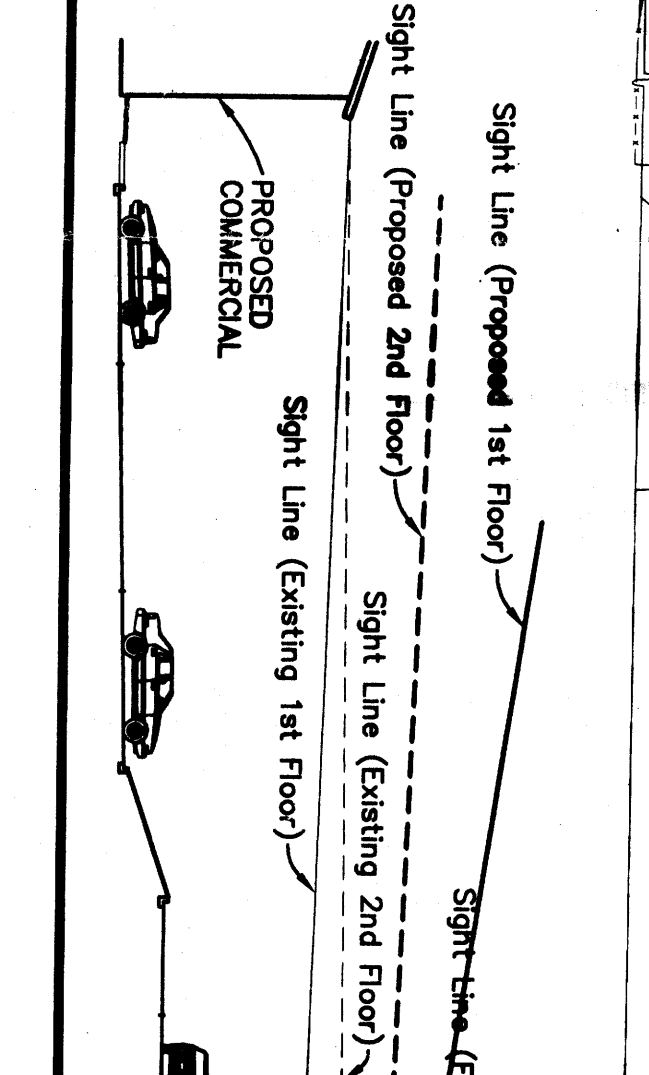 Sight Line (Proposed 1st Floor)
Sight Line (Proposed 2nd Floor)
Sight Line (E
Sight Line (Existing 2nd Floor)
Sight Line (Existing 1st Floor)
PROPOSED
COMMERCIAL